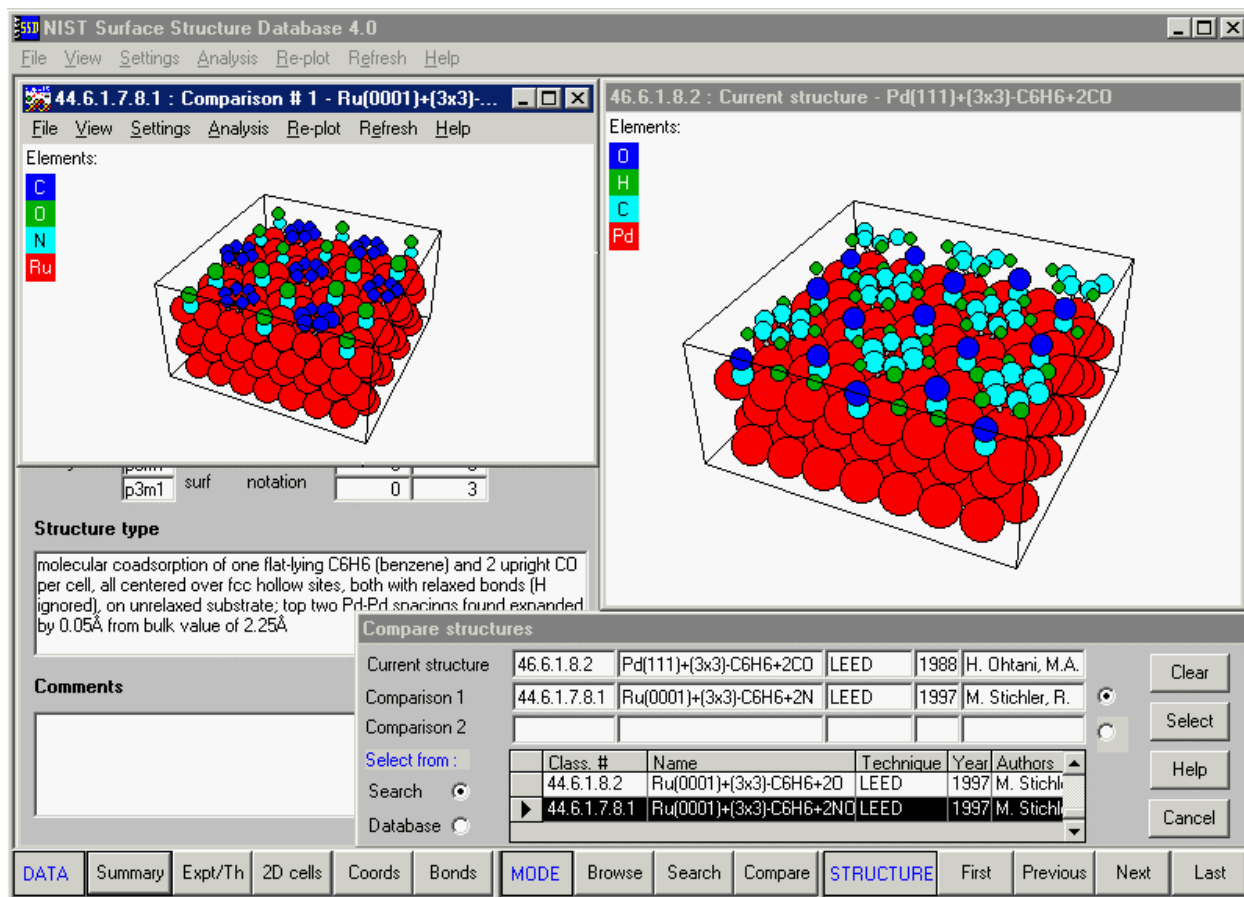 SSD NIST Surface Structure Database 4.0
File View Settings Analysis Re-plot Refresh Help
44.6.1.7.8.1 : Comparison # 1 - Ru(0001)+(3x3)-...
File View Settings Analysis Re-plot Refresh Help
Elements:
C
O
N
Ru
46.6.1.8.2 : Current structure - Pd(111)+(3x3)-C6H6+2CO
Elements:
O
H
C
Pd
p3m1 surf notation 0 3
Structure type
molecular coadsorption of one flat-lying C6H6 (benzene) and 2 upright CO
per cell, all centered over fcc hollow sites, both with relaxed bonds (H
ignored), on unrelaxed substrate; top two Pd-Pd spacings found expanded
by 0.05Å from bulk value of 2.25Å
Comments
Compare structures
Current structure 46.6.1.8.2 Pd(111)+(3x3)-C6H6+2CO LEED 1988 H. Ohtani, M.A.
Comparison 1 44.6.1.7.8.1 Ru(0001)+(3x3)-C6H6+2N LEED 1997 M. Stichler, R.
Comparison 2
Select from :
Search
Database
Class. # Name Technique Year Authors
44.6.1.8.2 Ru(0001)+(3x3)-C6H6+2O LEED 1997 M. Stichl
44.6.1.7.8.1 Ru(0001)+(3x3)-C6H6+2NO LEED 1997 M. Stichl
Clear
Select
Help
Cancel
DATA Summary Expt/Th 2D cells Coords Bonds MODE Browse Search Compare STRUCTURE First Previous Next Last